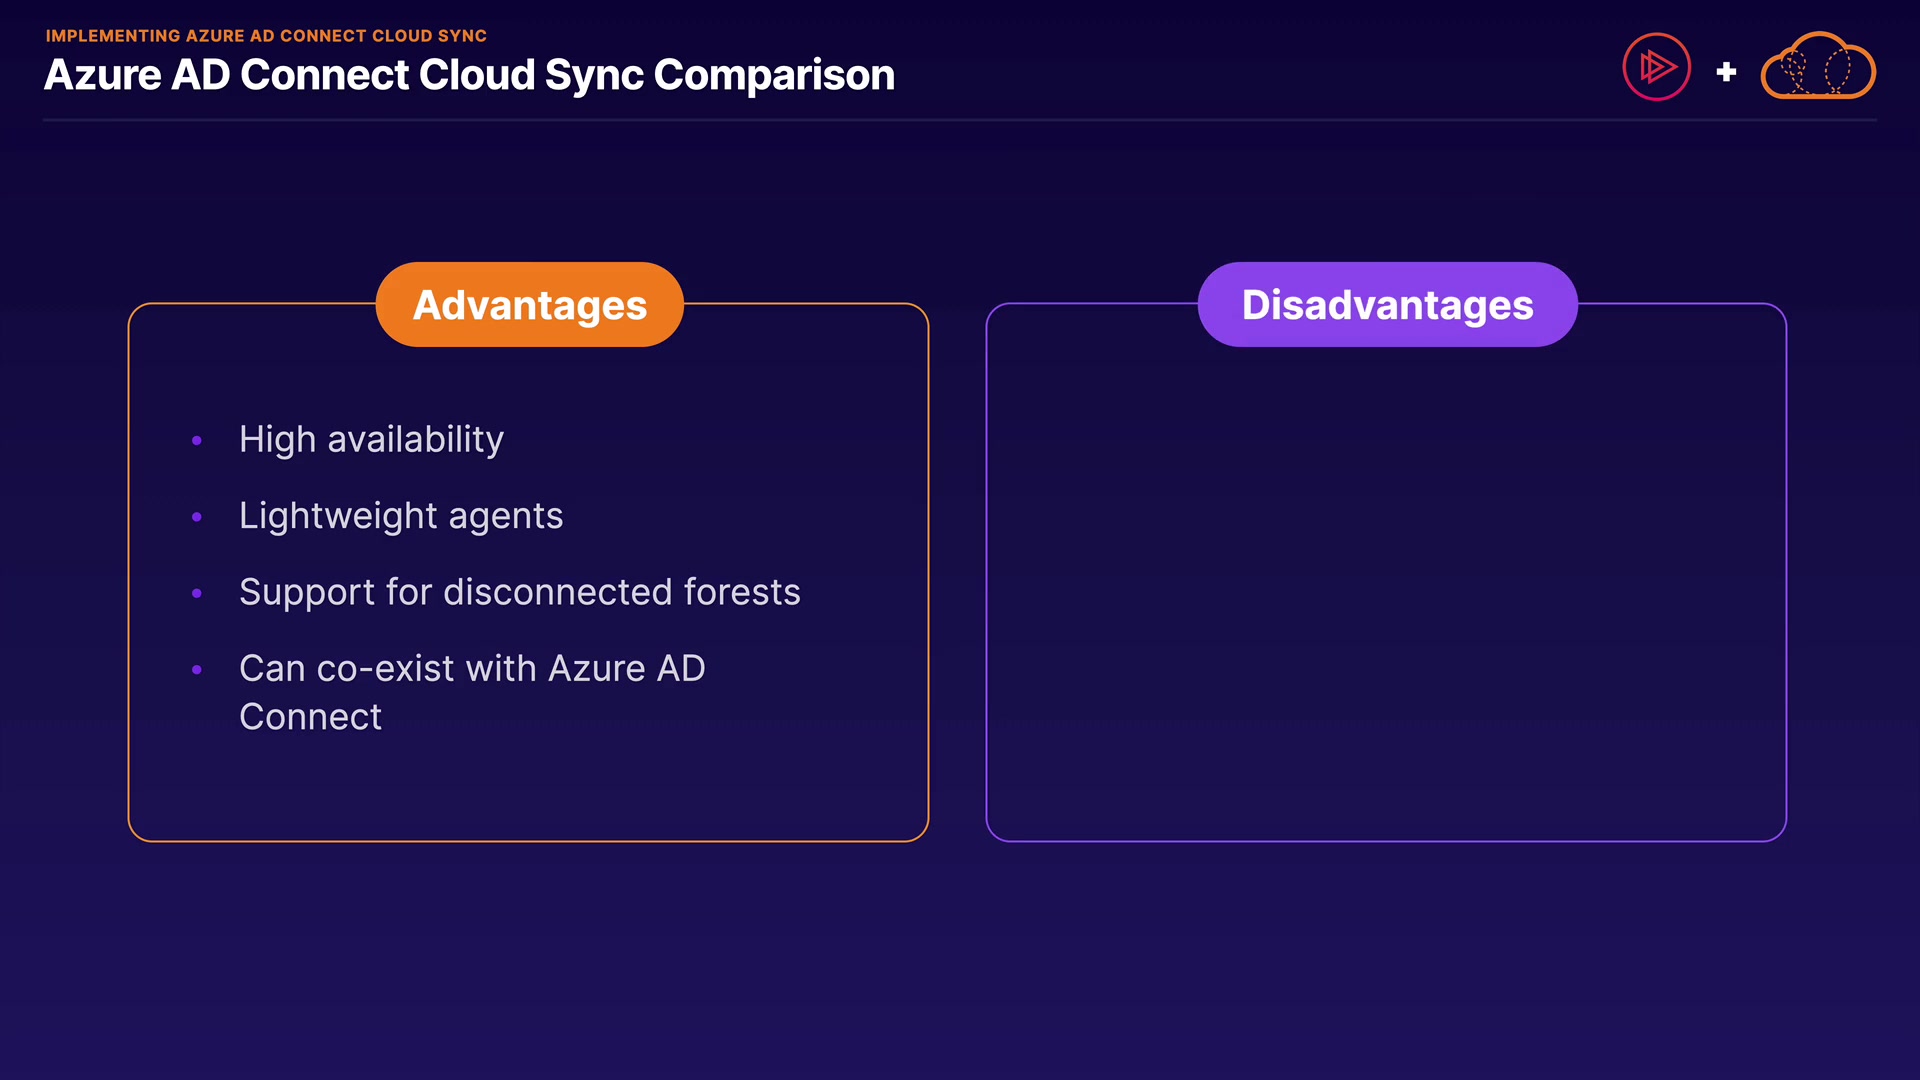 IMPLEMENTING AZURE AD CONNECT CLOUD SYNC
Azure AD Connect Cloud Sync Comparison
+
Advantages
• High availability
• Lightweight agents
• Support for disconnected forests
• Can co-exist with Azure AD
Connect
Disadvantages